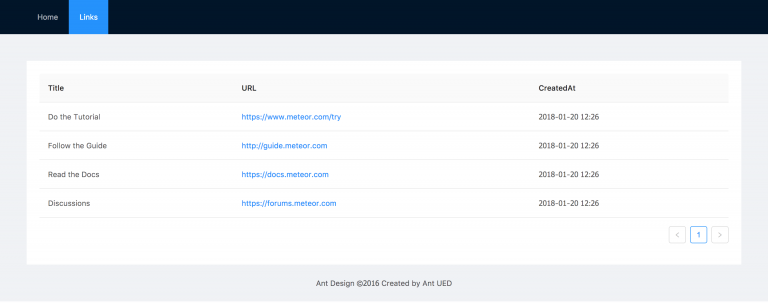 Home Links
Title URL CreatedAt
Do the Tutorial https://www.meteor.com/try 2018-01-20 12:26
Follow the Guide http://guide.meteor.com 2018-01-20 12:26
Read the Docs https://docs.meteor.com 2018-01-20 12:26
Discussions https://forums.meteor.com 2018-01-20 12:26
< 1 >
Ant Design ©2016 Created by Ant UED